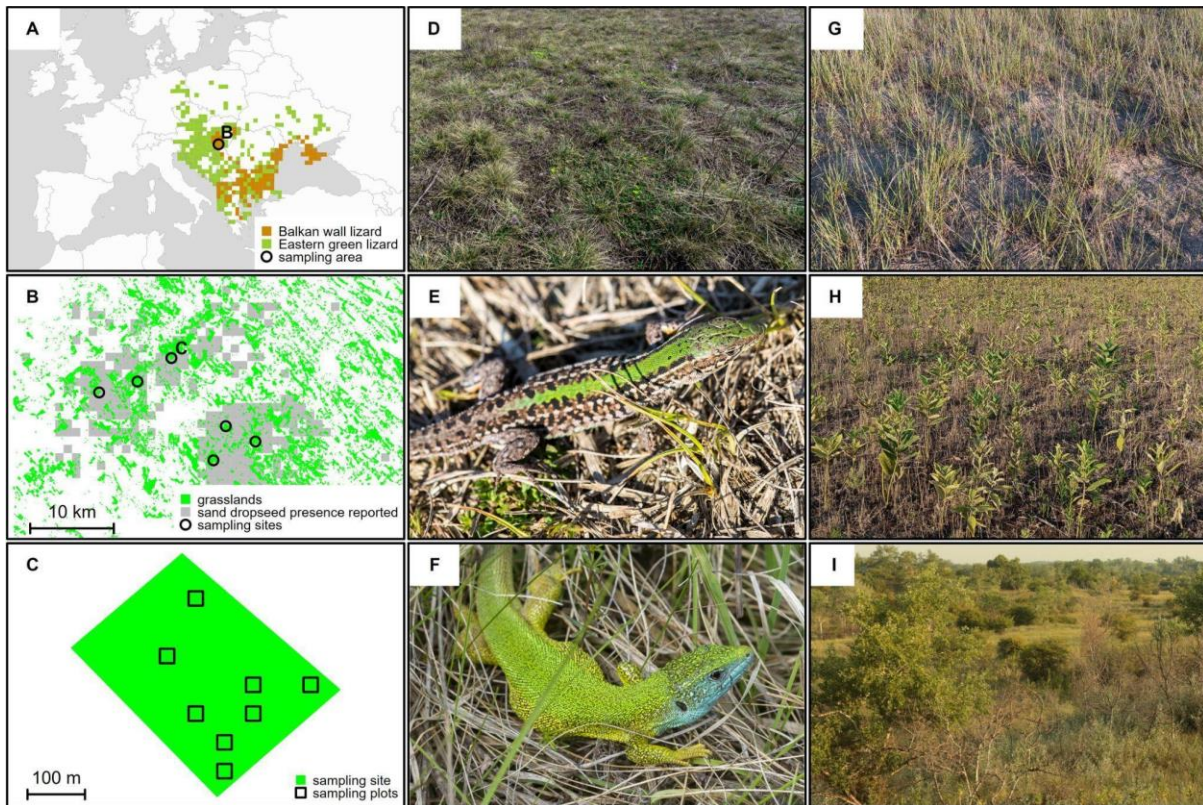 A
B
Balkan wall lizard
Eastern green lizard
sampling area
D
G
B
C
grasslands
sand dropseed presence reported
10 km
sampling sites
E
H
C
100 m
sampling site
sampling plots
F
I